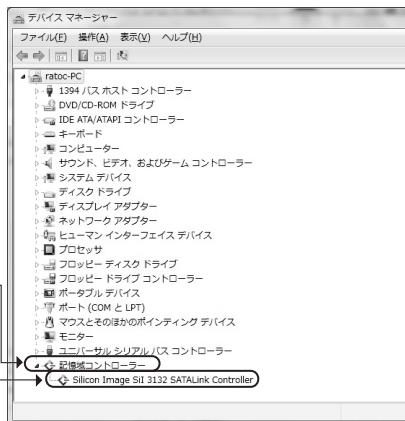 デバイス マネージャー
ファイル(F) 操作(A) 表示(V) ヘルプ(H)
ratoc-PC
1394 バス ホスト コントローラー
DVD/CD-ROM ドライブ
IDE ATA/ATAPI コントローラー
キーボード
コンピューター
サウンド、ビデオ、およびゲーム コントローラー
システム デバイス
ディスク ドライブ
ディスプレイ アダプター
ネットワーク アダプター
ヒューマン インターフェイス デバイス
プロセッサ
フロッピー ディスク ドライブ
フロッピー ドライブ コントローラー
ポータブル デバイス
ポート (COM と LPT)
マウスとそのほかのポインティング デバイス
モニター
ユニバーサル シリアル バス コントローラー
記憶域コントローラー
Silicon Image SiI 3132 SATALink Controller